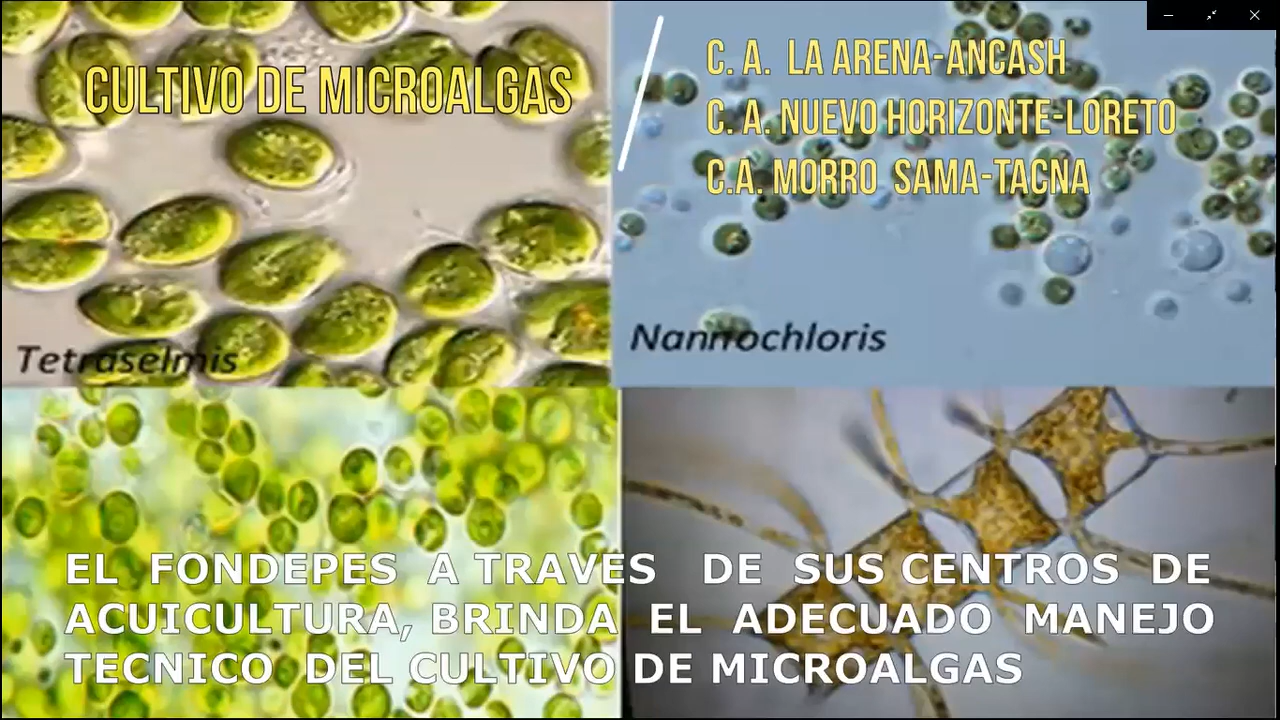 CULTIVO DE MICROALGAS
C. A. LA ARENA-ANCASH
C. A. NUEVO HORIZONTE-LORETO
C.A. MORRO SAMA-TACNA
Tetraselmis
Nannochloris
EL FONDEPES A TRAVES DE SUS CENTROS DE
ACUICULTURA, BRINDA EL ADECUADO MANEJO
TECNICO DEL CULTIVO DE MICROALGAS